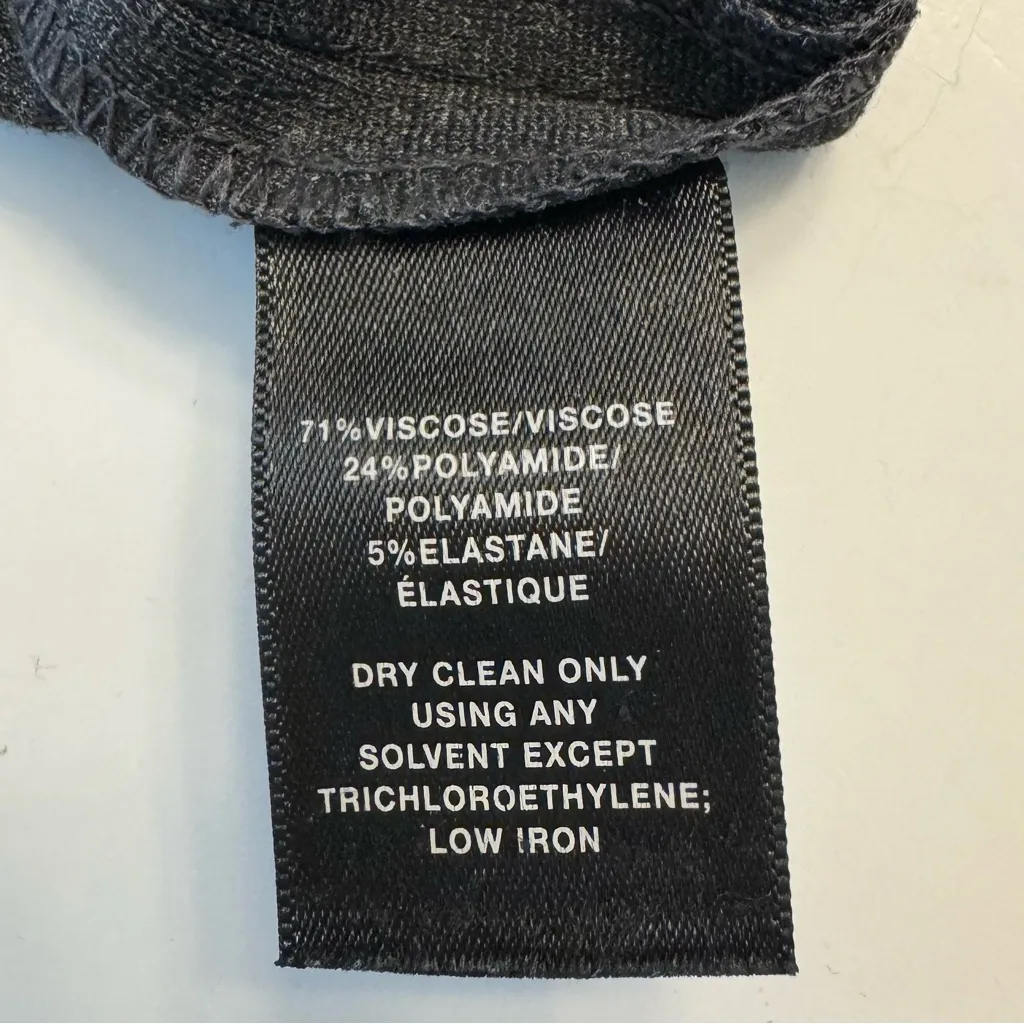 71%VISCOSE/VISCOSE
24%POLYAMIDE/
POLYAMIDE
5%ELASTANE/
ÉLASTIQUE
DRY CLEAN ONLY
USING ANY
SOLVENT EXCEPT
TRICHLOROETHYLENE;
LOW IRON